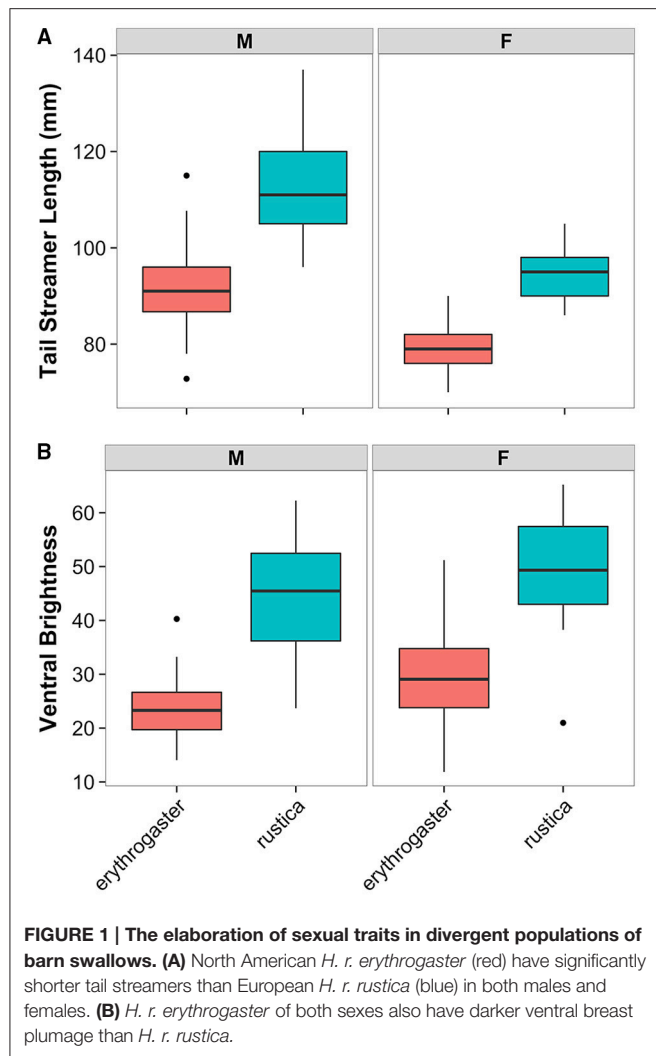 A
M F
Tail Streamer Length (mm)
140
120
100
80
B
M F
Ventral Brightness
60
50
40
30
20
10
erythrogaster rustica erythrogaster rustica
FIGURE 1 | The elaboration of sexual traits in divergent populations of
barn swallows. (A) North American H. r. erythrogaster (red) have significantly
shorter tail streamers than European H. r. rustica (blue) in both males and
females. (B) H. r. erythrogaster of both sexes also have darker ventral breast
plumage than H. r. rustica.